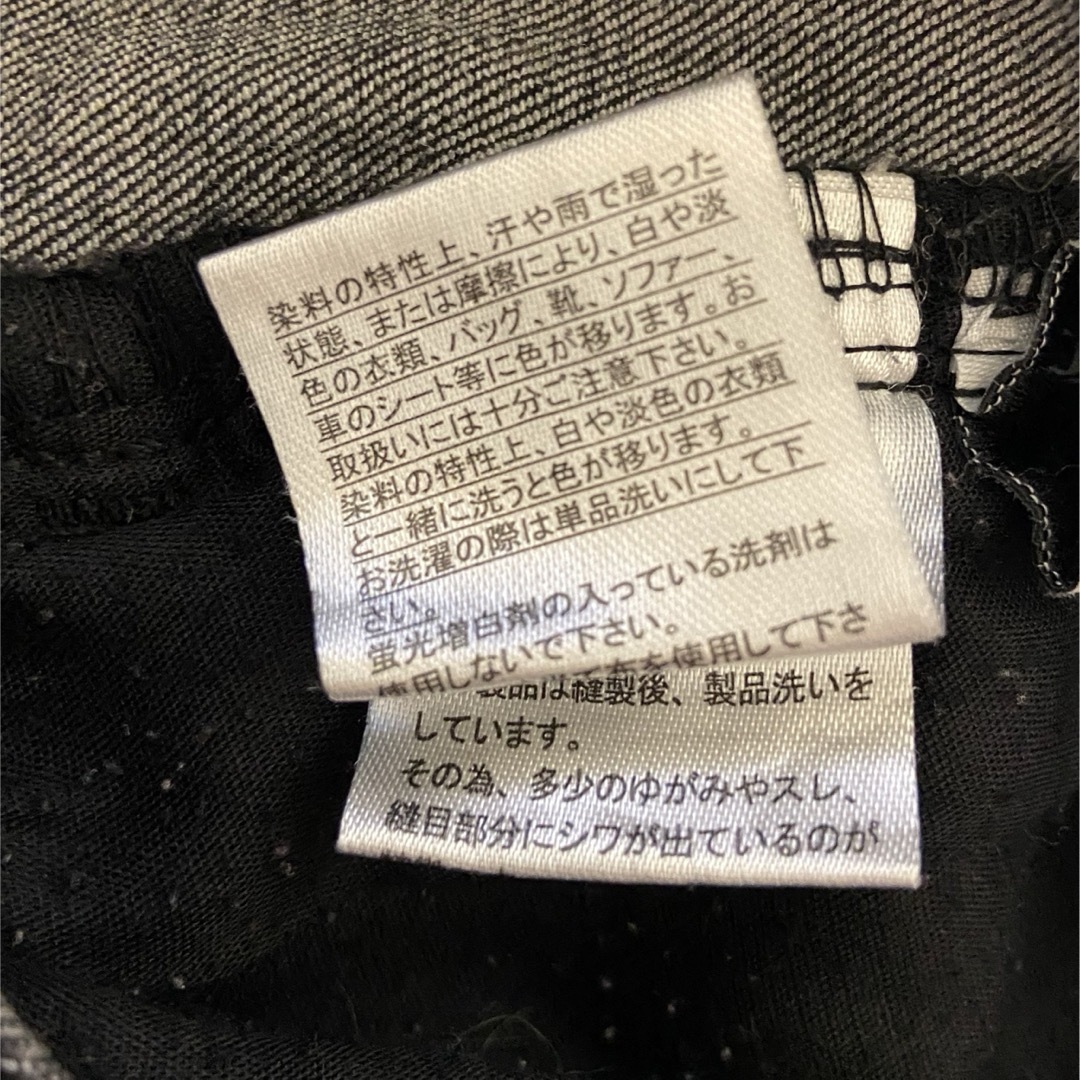 染料の特性上、汗や雨で湿った
状態、または摩擦により、白や淡
色の衣類、バッグ、靴、ソファー、
車のシート等に色が移ります。お
取扱いには十分ご注意下さい。
染料の特性上、白や淡色の衣類
と一緒に洗うと色が移ります。
お洗濯の際は単品洗いにして下
さい。
蛍光増白剤の入っている洗剤は
使用しないで下さい。
を使用して下さ
製品は縫製後、製品洗いを
しています。
その為、多少のゆがみやスレ、
縫目部分にシワが出ているのが